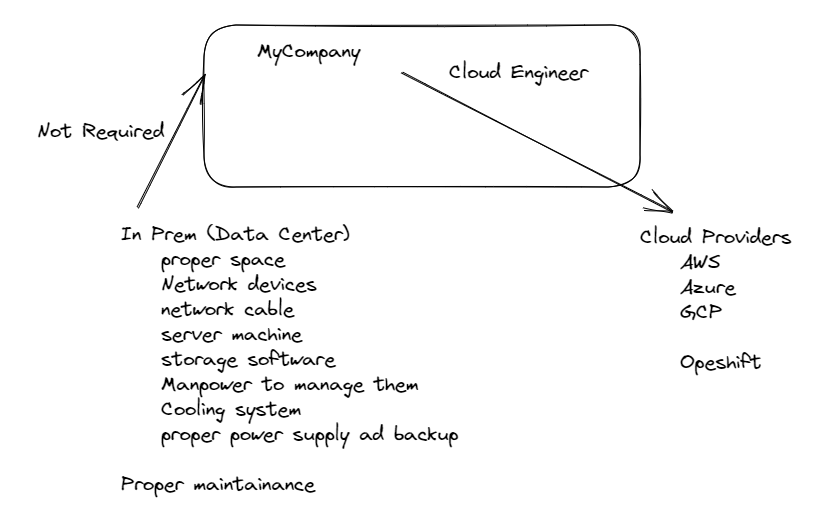 MyCompany
Cloud Engineer
Not Required
In Prem (Data Center)
proper space
Network devices
network cable
server machine
storage software
Manpower to manage them
Cooling system
proper power supply ad backup
Proper maintainance
Cloud Providers
AWS
Azure
GCP
Opeshift